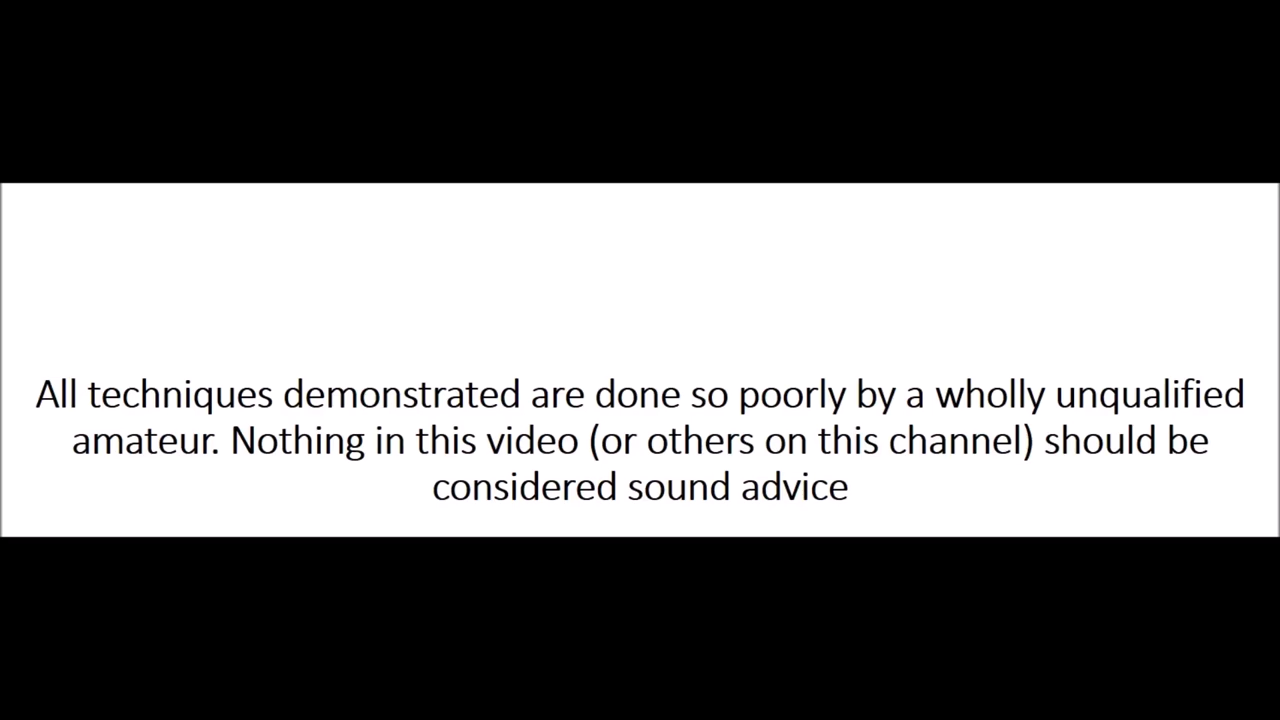 All techniques demonstrated are done so poorly by a wholly unqualified
amateur. Nothing in this video (or others on this channel) should be
considered sound advice